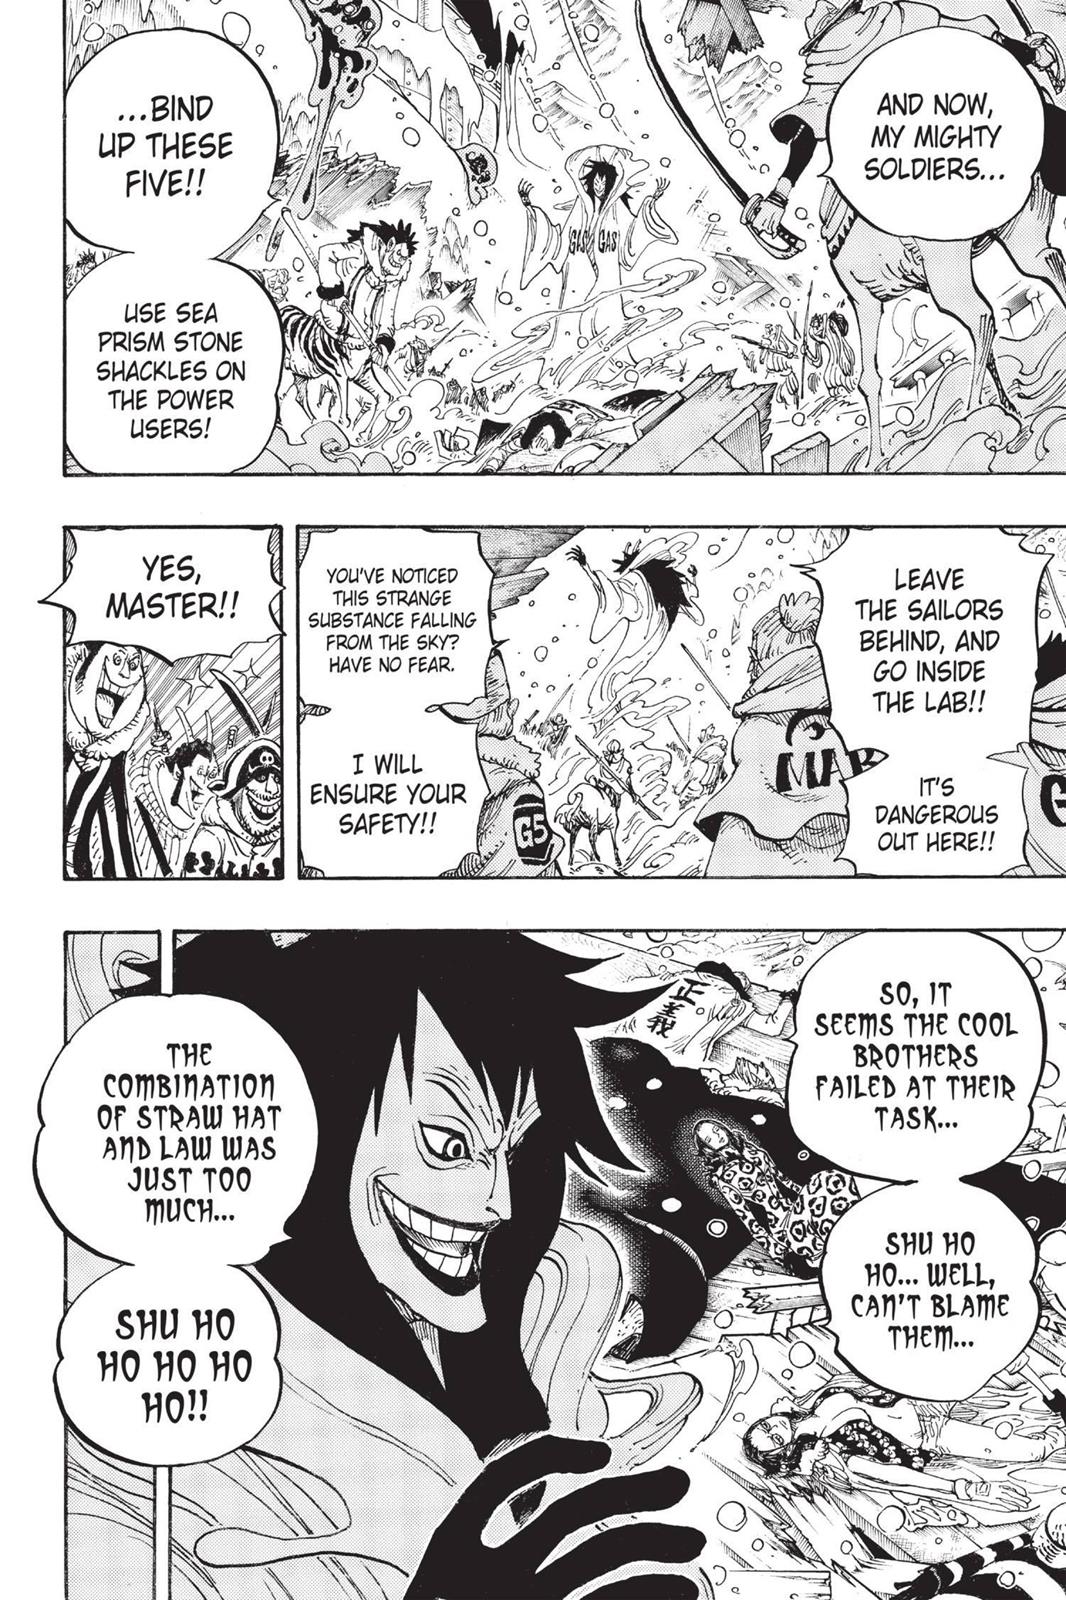 AND NOW,
MY MIGHTY
SOLDIERS...
...BIND
UP THESE
FIVE!!
USE SEA
PRISM STONE
SHACKLES ON
THE POWER
USERS!
GAS GAS
LEAVE
THE SAILORS
BEHIND, AND
GO INSIDE
THE LAB!!
IT'S
DANGEROUS
OUT HERE!!
MAR
G
G5
YOU'VE NOTICED
THIS STRANGE
SUBSTANCE FALLING
FROM THE SKY?
HAVE NO FEAR.
I WILL
ENSURE YOUR
SAFETY!!
YES,
MASTER!!
SO, IT
SEEMS THE COOL
BROTHERS
FAILED AT THEIR
TASK...
正義
SHU HO
HO... WELL,
CAN'T BLAME
THEM...
THE
COMBINATION
OF STRAW HAT
AND LAW WAS
JUST TOO
MUCH...
SHU HO
HO HO HO
HO!!